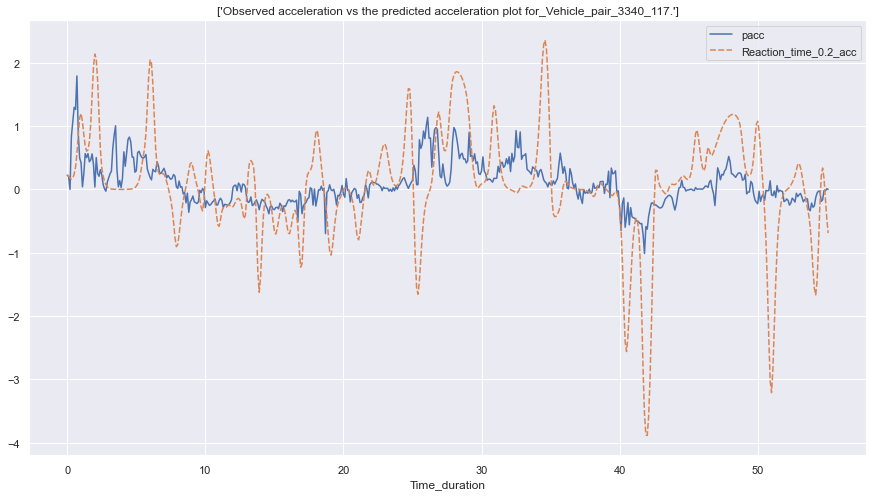 ['Observed acceleration vs the predicted acceleration plot for_Vehicle_pair_3340_117.']
pacc
Reaction_time_0.2_acc
2
1
0
−1
−2
−3
−4
0 10 20 30 40 50
Time_duration